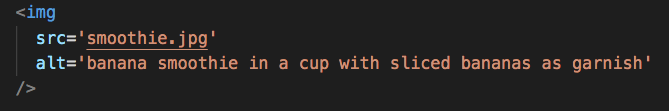 <img
src='smoothie.jpg'
alt='banana smoothie in a cup with sliced bananas as garnish'
/>